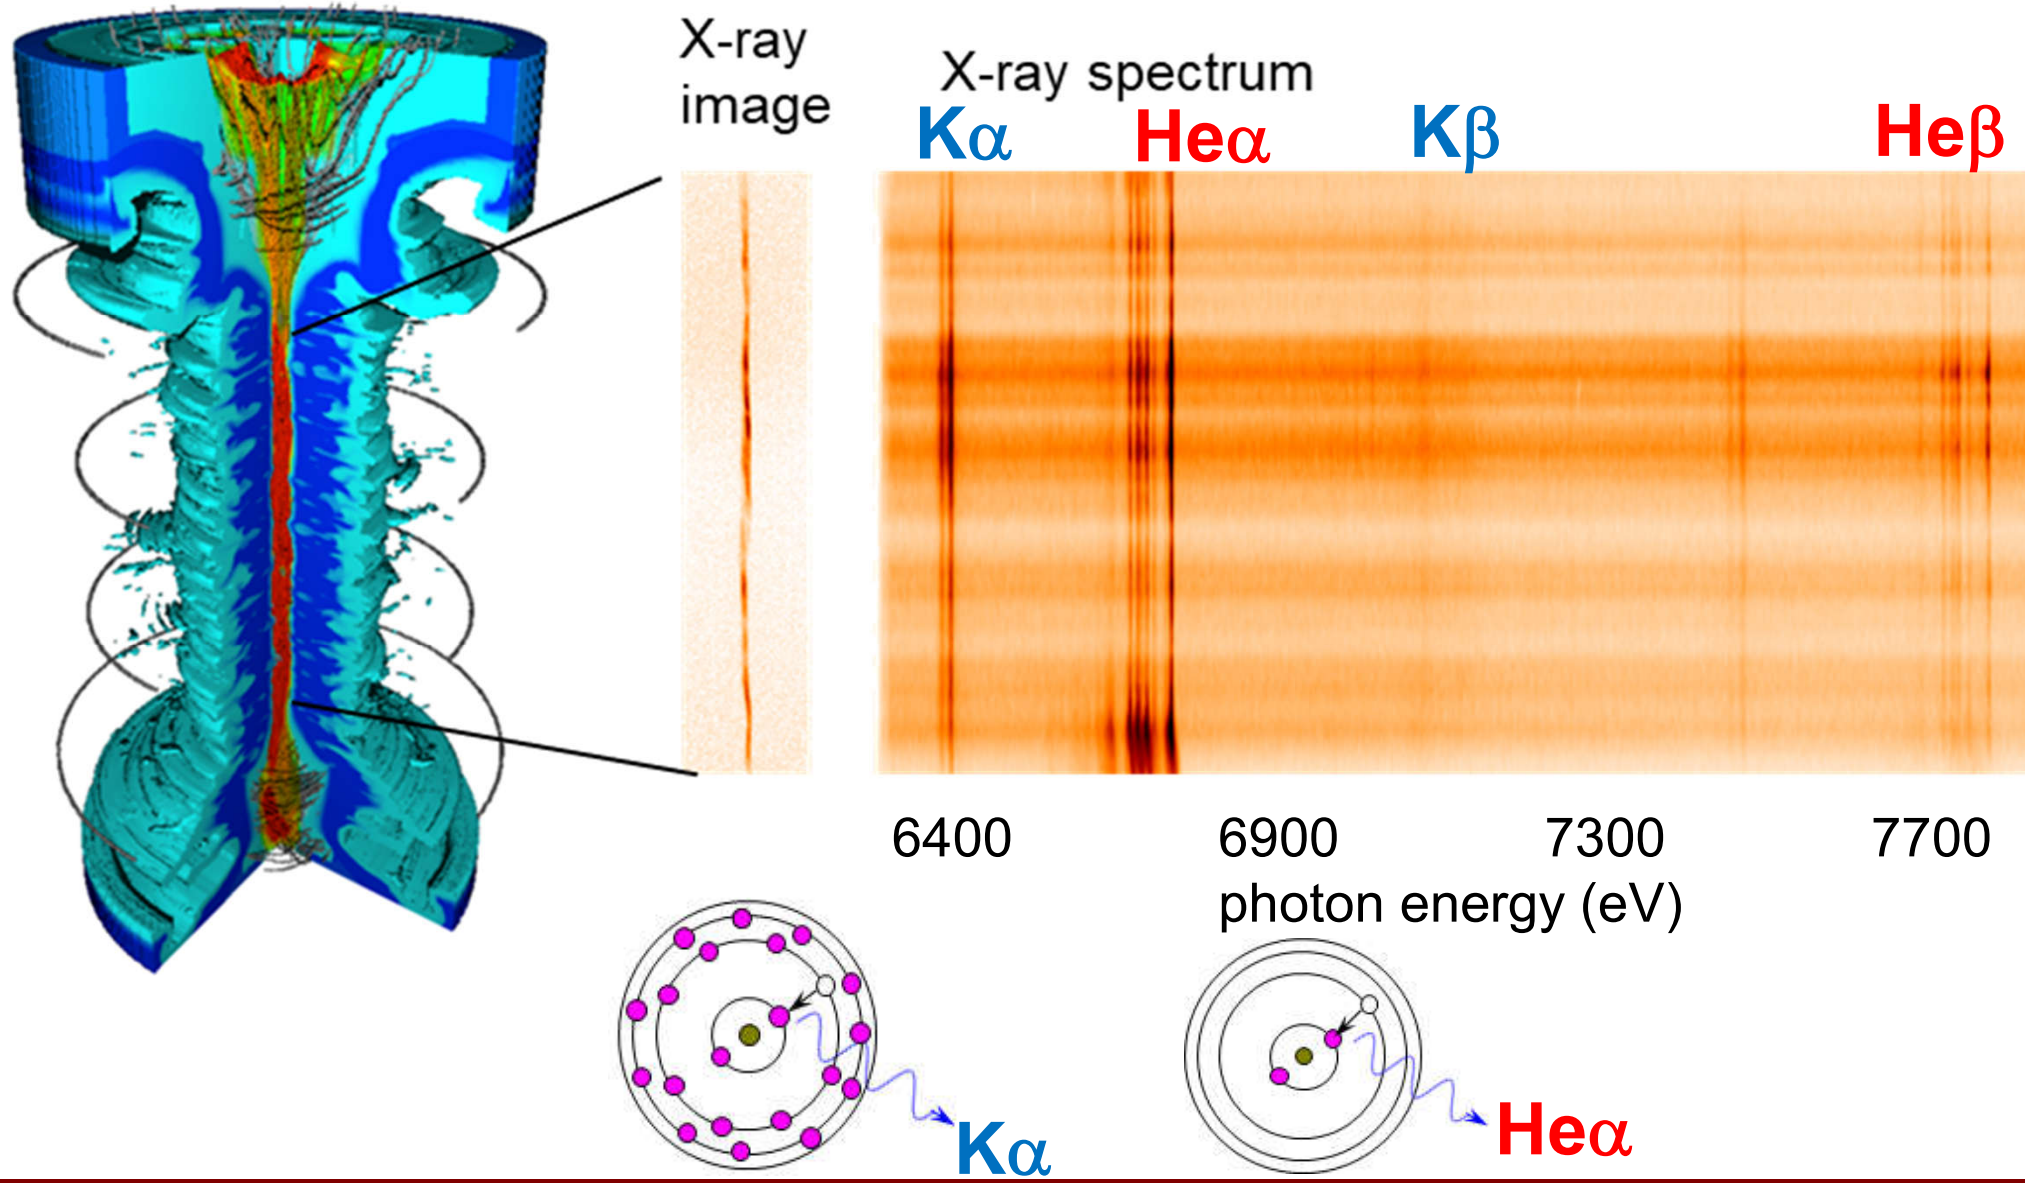 X-ray
image
X-ray spectrum
Kα
Heα
Kβ
Heβ
6400 6900 7300 7700
photon energy (eV)
Kα
Heα